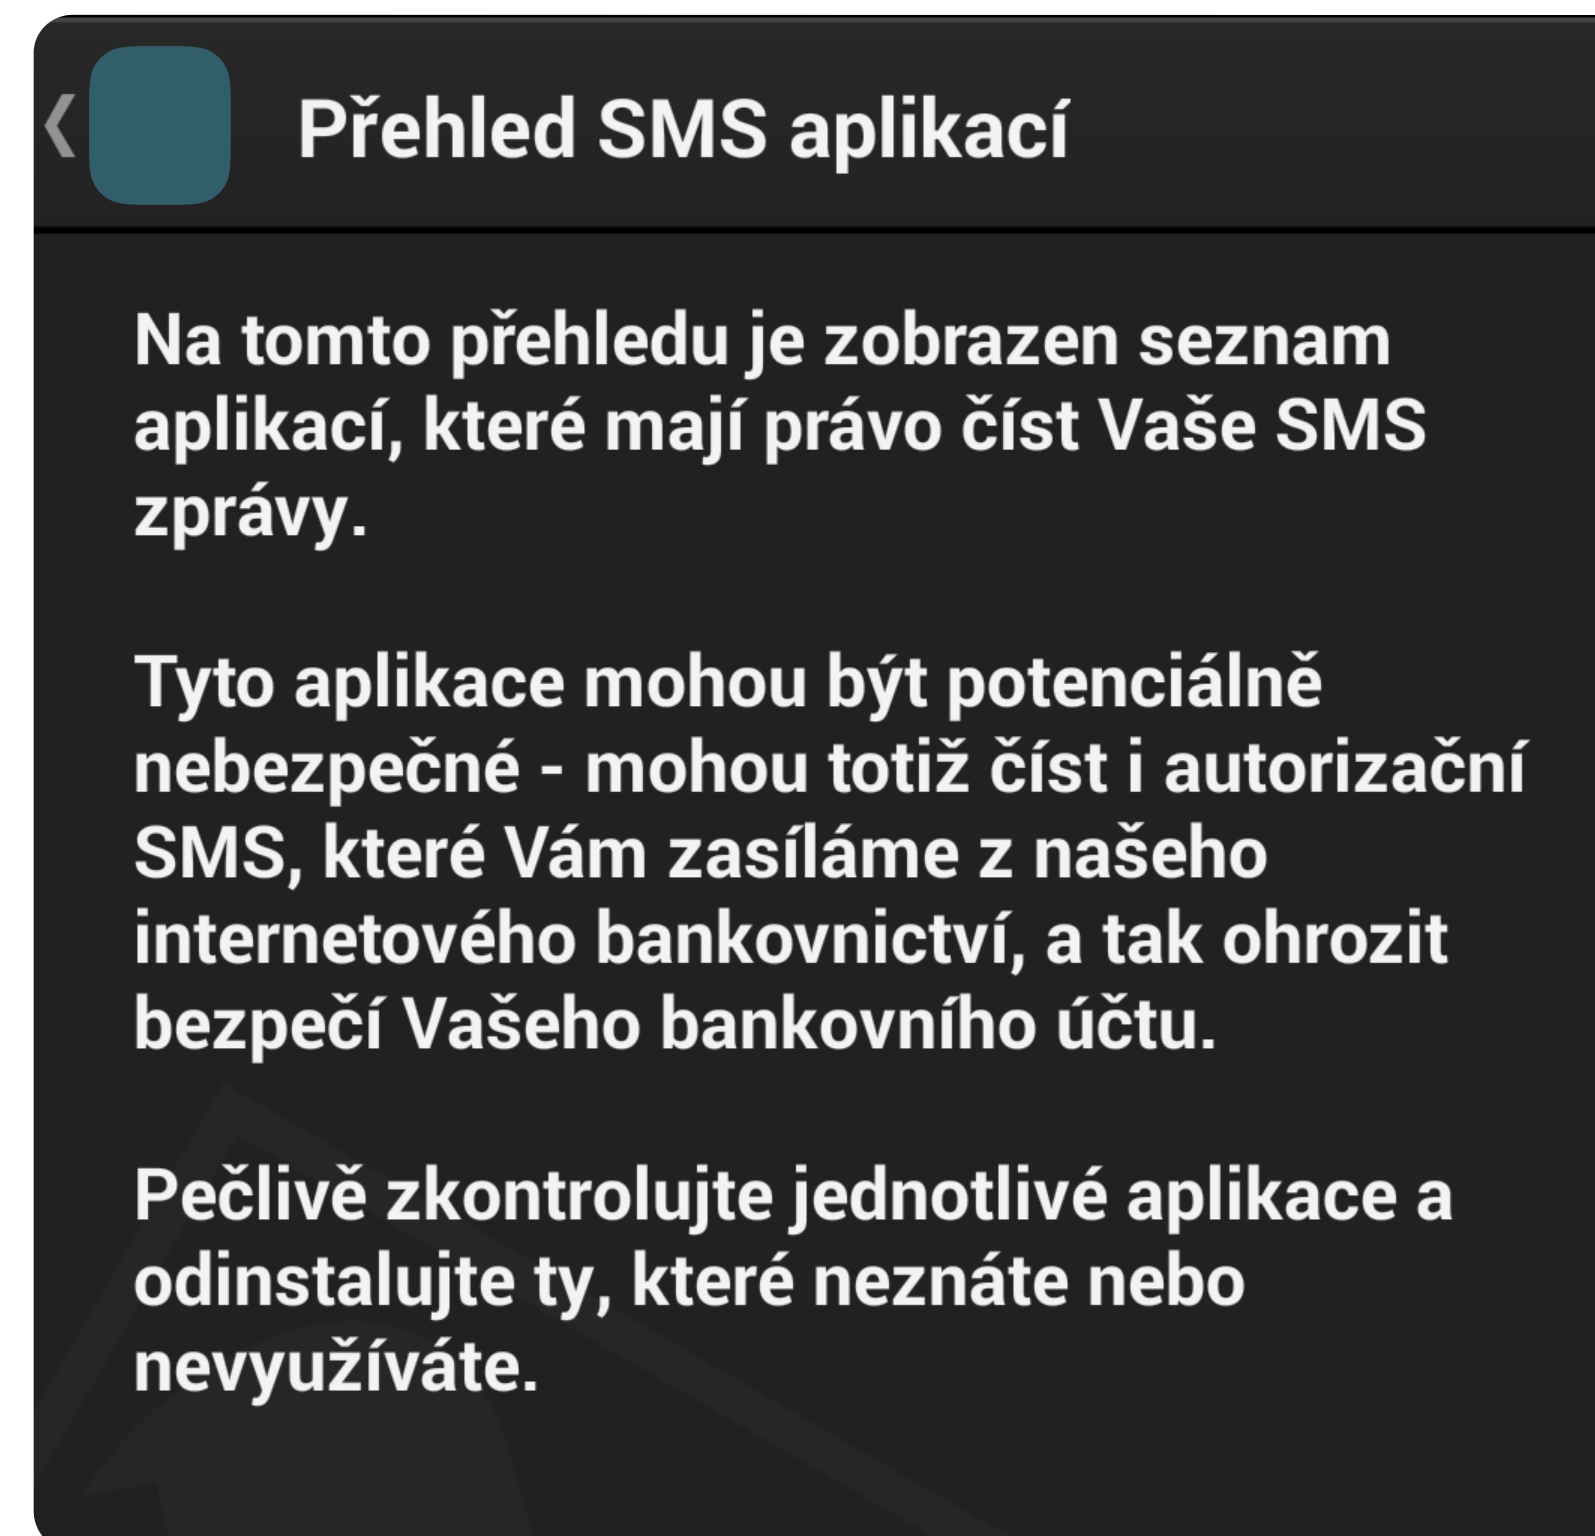 Přehled SMS aplikací
Na tomto přehledu je zobrazen seznam
aplikací, které mají právo číst Vaše SMS
zprávy.
Tyto aplikace mohou být potenciálně
nebezpečné - mohou totiž číst i autorizační
SMS, které Vám zasíláme z našeho
internetového bankovnictví, a tak ohrozit
bezpečí Vašeho bankovního účtu.
Pečlivě zkontrolujte jednotlivé aplikace a
odinstalujte ty, které neznáte nebo
nevyužíváte.